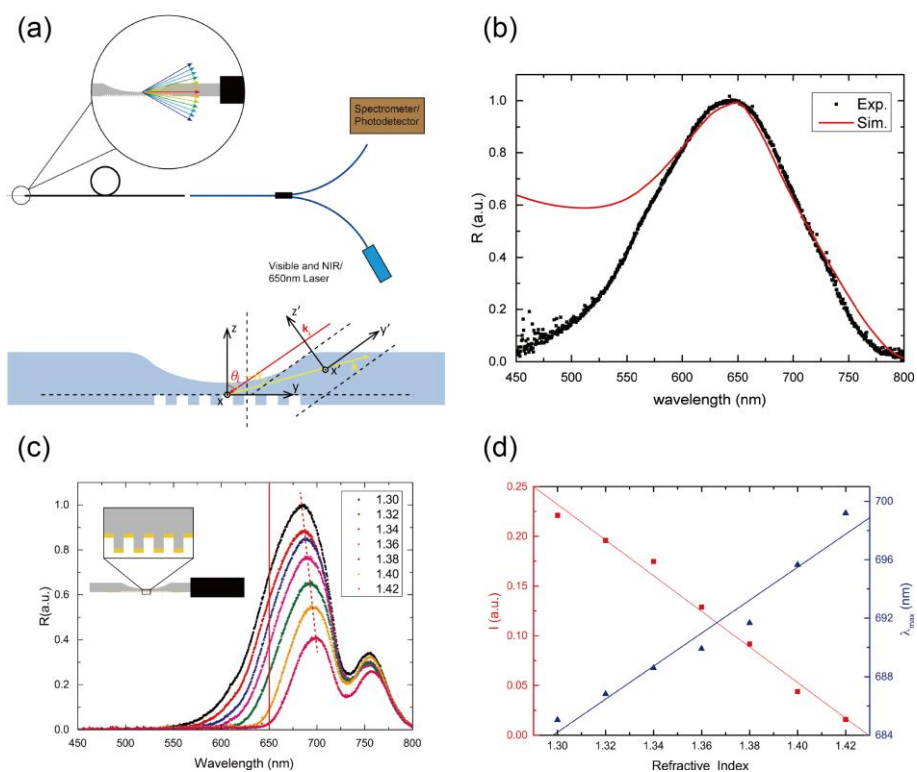 (a)
Spectrometer/
Photodetector
Visible and NIR/
650nm Laser
z
z'
k
y'
θ
x'
x
y
(b)
Exp.
Sim.
R (a.u.)
1.0
0.8
0.6
0.4
0.2
0.0
450 500 550 600 650 700 750 800
wavelength (nm)
(c)
1.30
1.32
1.34
1.36
1.38
1.40
1.42
R(a.u.)
1.0
0.8
0.6
0.4
0.2
0.0
450 500 550 600 650 700 750 800
Wavelength (nm)
(d)
I (a.u.)
0.25
0.20
0.15
0.10
0.05
0.00
700
696
692
688
684
λmax (nm)
1.30 1.32 1.34 1.36 1.38 1.40 1.42
Refractive Index